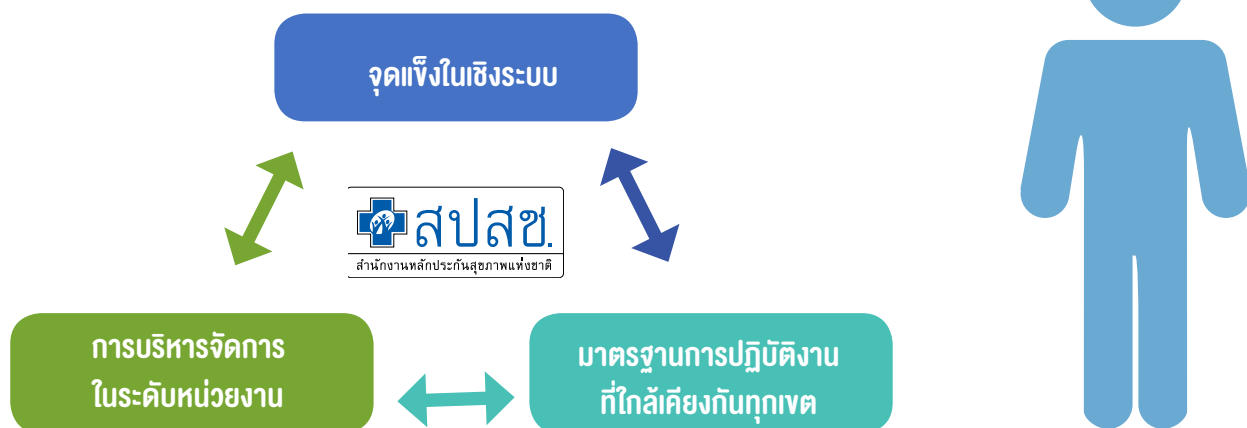 จุดแข็งในเชิงระบบ
สปสช.
สำนักงานหลักประกันสุขภาพแห่งชาติ
การบริหารจัดการ
ในระดับหน่วยงาน
มาตรฐานการปฏิบัติงาน
ที่ใกล้เคียงกันทุกเขต